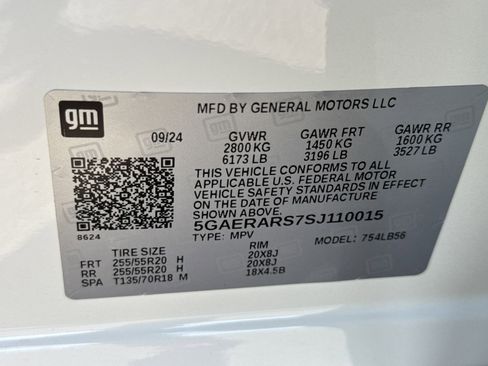 gm
MFD BY GENERAL MOTORS LLC
09/24 GVWR GAWR FRT GAWR RR
2800 KG 1450 KG 1600 KG
6173 LB 3196 LB 3527 LB
THIS VEHICLE CONFORMS TO ALL
APPLICABLE U.S. FEDERAL MOTOR
VEHICLE SAFETY STANDARDS IN EFFECT
ON THE DATE OF MANUFACTURE
SHOWN ABOVE.
5GAERARS7SJ110015
8624
TYPE: MPV MODEL: 754LB56
TIRE SIZE RIM
FRT 255/55R20 H 20X8J
RR 255/55R20 H 20X8J
SPA T135/70R18 M 18X4.5B